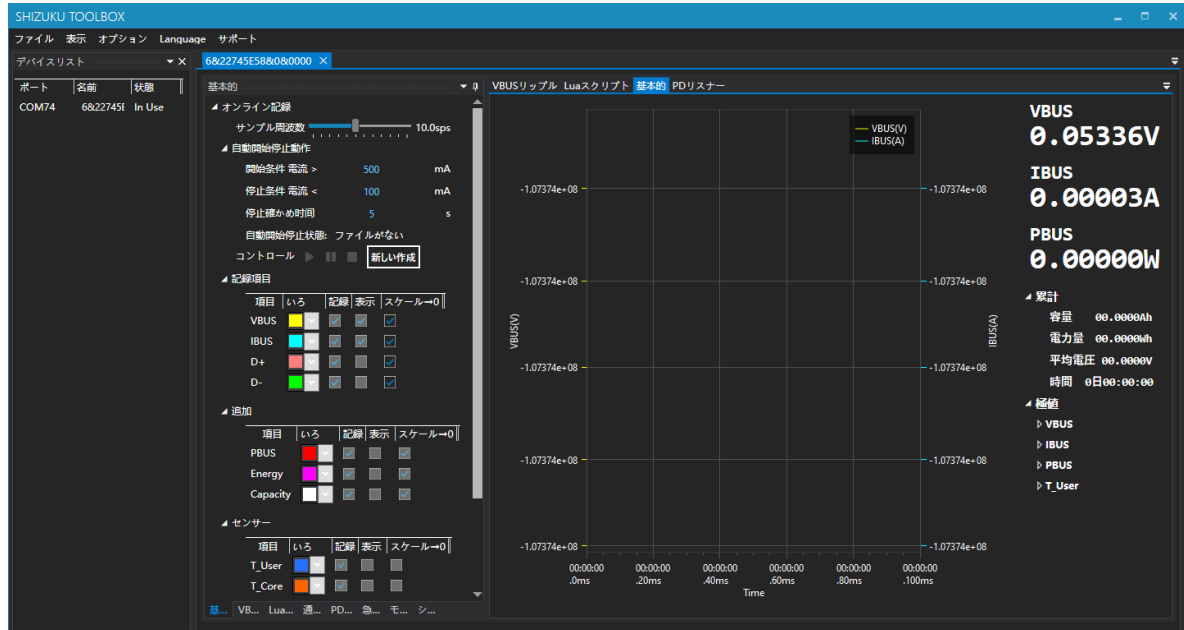 SHIZUKU TOOLBOX
ファイル 表示 オプション Language サポート
デバイスリスト
ポート 名前 状態
COM74 6&22745E In Use
6&22745E58&0&0000
基本的
オンライン記録
サンプル周波数 10.0sps
自動開始停止動作
開始条件 電流 > 500 mA
停止条件 電流 < 100 mA
停止確かめ时间 5 s
自動開始停止状態: ファイルがない
コントロール 新しい作成
記録項目
項目 いろ 記録 表示 スケール→0
VBUS
IBUS
D+
D-
追加
項目 いろ 記録 表示 スケール→0
PBUS
Energy
Capacity
センサー
項目 いろ 記録 表示 スケール→0
T_User
T_Core
基... VB... Lua... 通... PD... 急... モ... シ...
VBUSリップル Luaスクリプト 基本的 PDリスナー
VBUS(V)
IBUS(A)
-1.07374e+08 -1.07374e+08
-1.07374e+08 -1.07374e+08
-1.07374e+08 -1.07374e+08
-1.07374e+08 -1.07374e+08
-1.07374e+08 -1.07374e+08
VBUS(V)
IBUS(A)
00:00:00 00:00:00 00:00:00 00:00:00 00:00:00 00:00:00
.0ms .20ms .40ms .60ms .80ms .100ms
Time
VBUS
0.05336V
IBUS
0.00003A
PBUS
0.00000W
累計
容量 00.0000Ah
電力量 00.0000Wh
平均電圧 00.0000V
時間 0日00:00:00
極値
VBUS
IBUS
PBUS
T_User